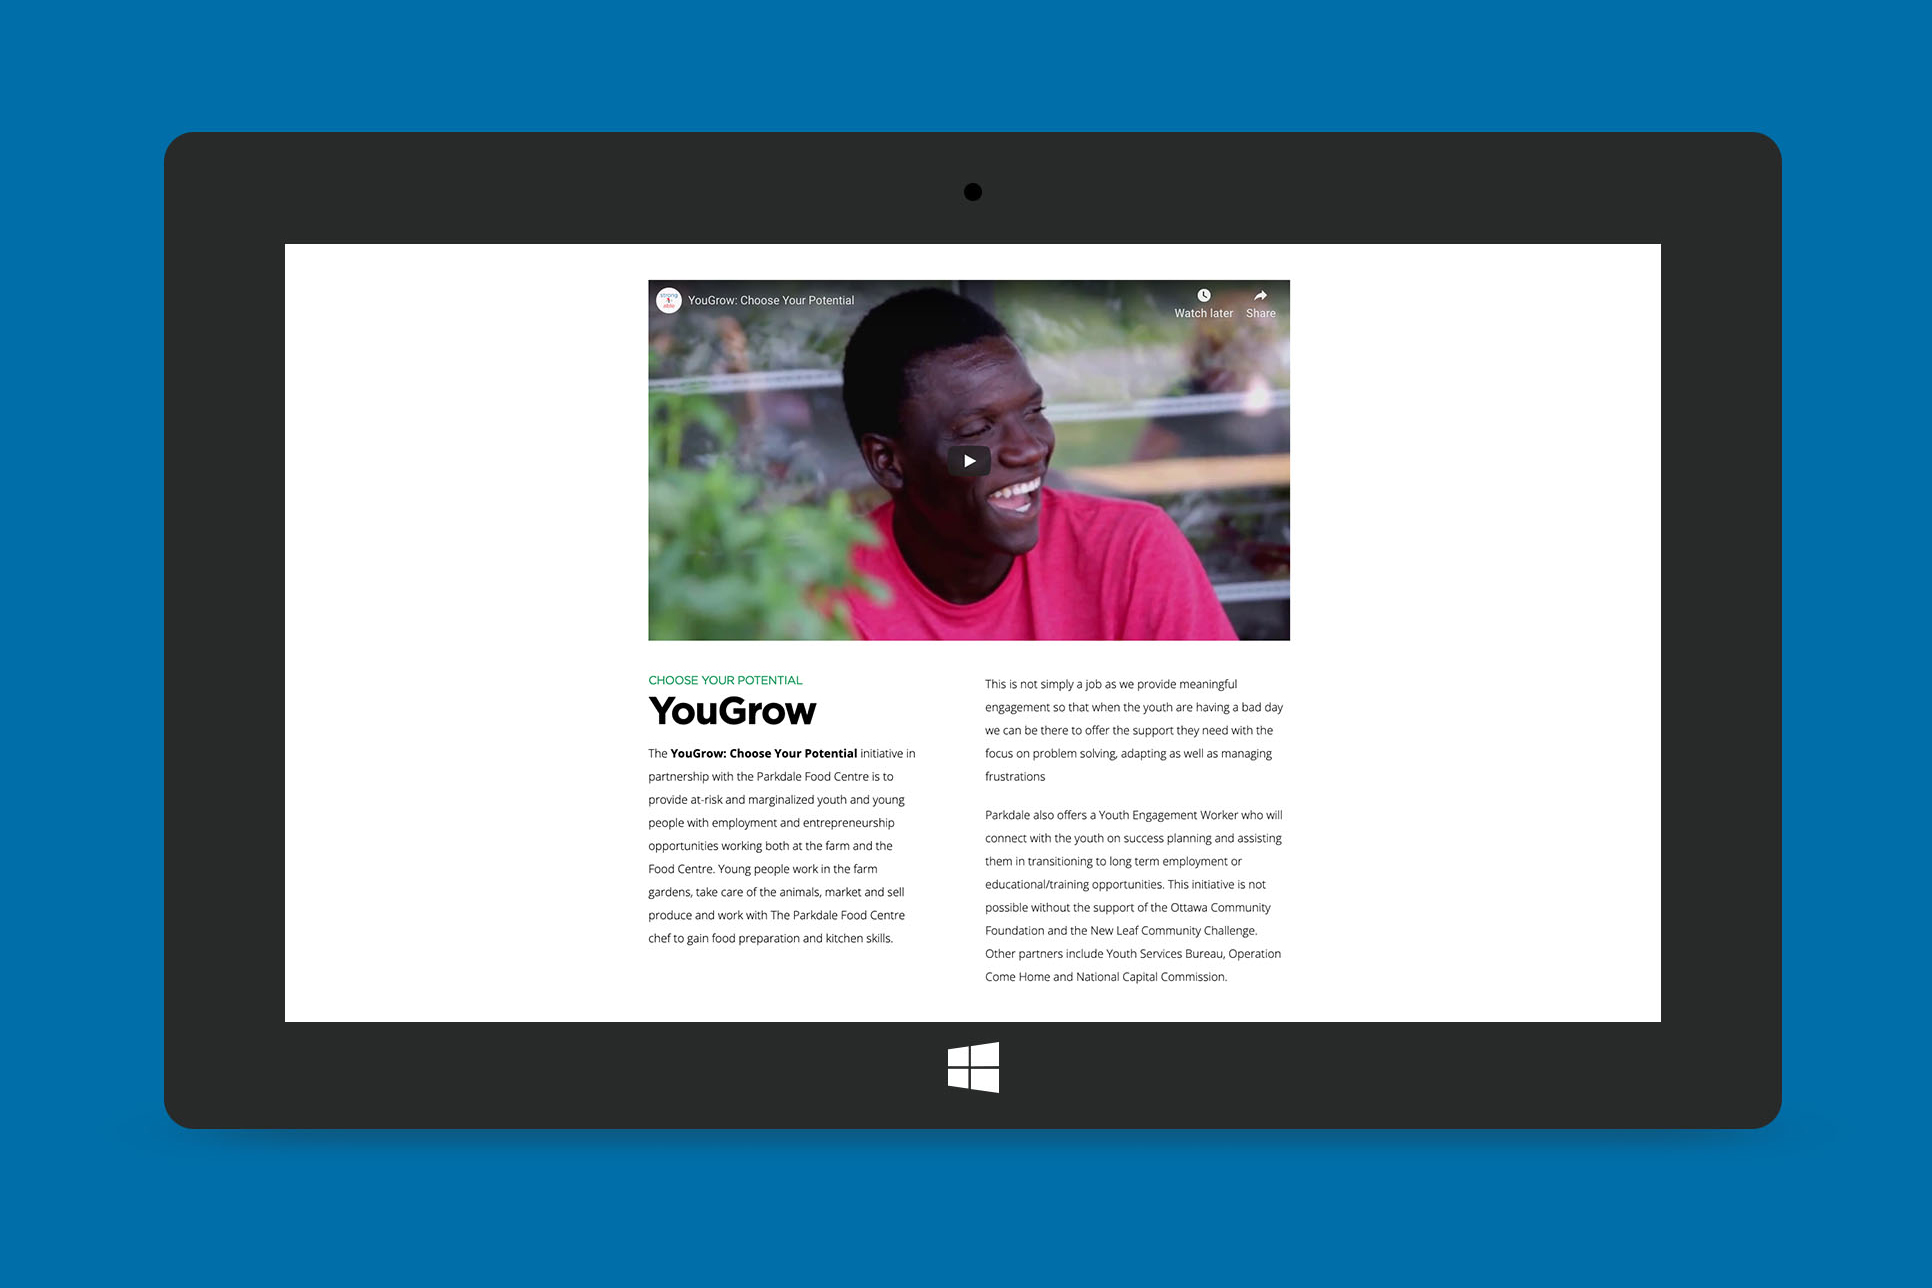 YouGrow: Choose Your Potential
Watch later
Share
CHOOSE YOUR POTENTIAL
YouGrow
The YouGrow: Choose Your Potential initiative in
partnership with the Parkdale Food Centre is to
provide at-risk and marginalized youth and young
people with employment and entrepreneurship
opportunities working both at the farm and the
Food Centre. Young people work in the farm
gardens, take care of the animals, market and sell
produce and work with The Parkdale Food Centre
chef to gain food preparation and kitchen skills.
This is not simply a job as we provide meaningful
engagement so that when the youth are having a bad day
we can be there to offer the support they need with the
focus on problem solving, adapting as well as managing
frustrations
Parkdale also offers a Youth Engagement Worker who will
connect with the youth on success planning and assisting
them in transitioning to long term employment or
educational/training opportunities. This initiative is not
possible without the support of the Ottawa Community
Foundation and the New Leaf Community Challenge.
Other partners include Youth Services Bureau, Operation
Come Home and National Capital Commission.